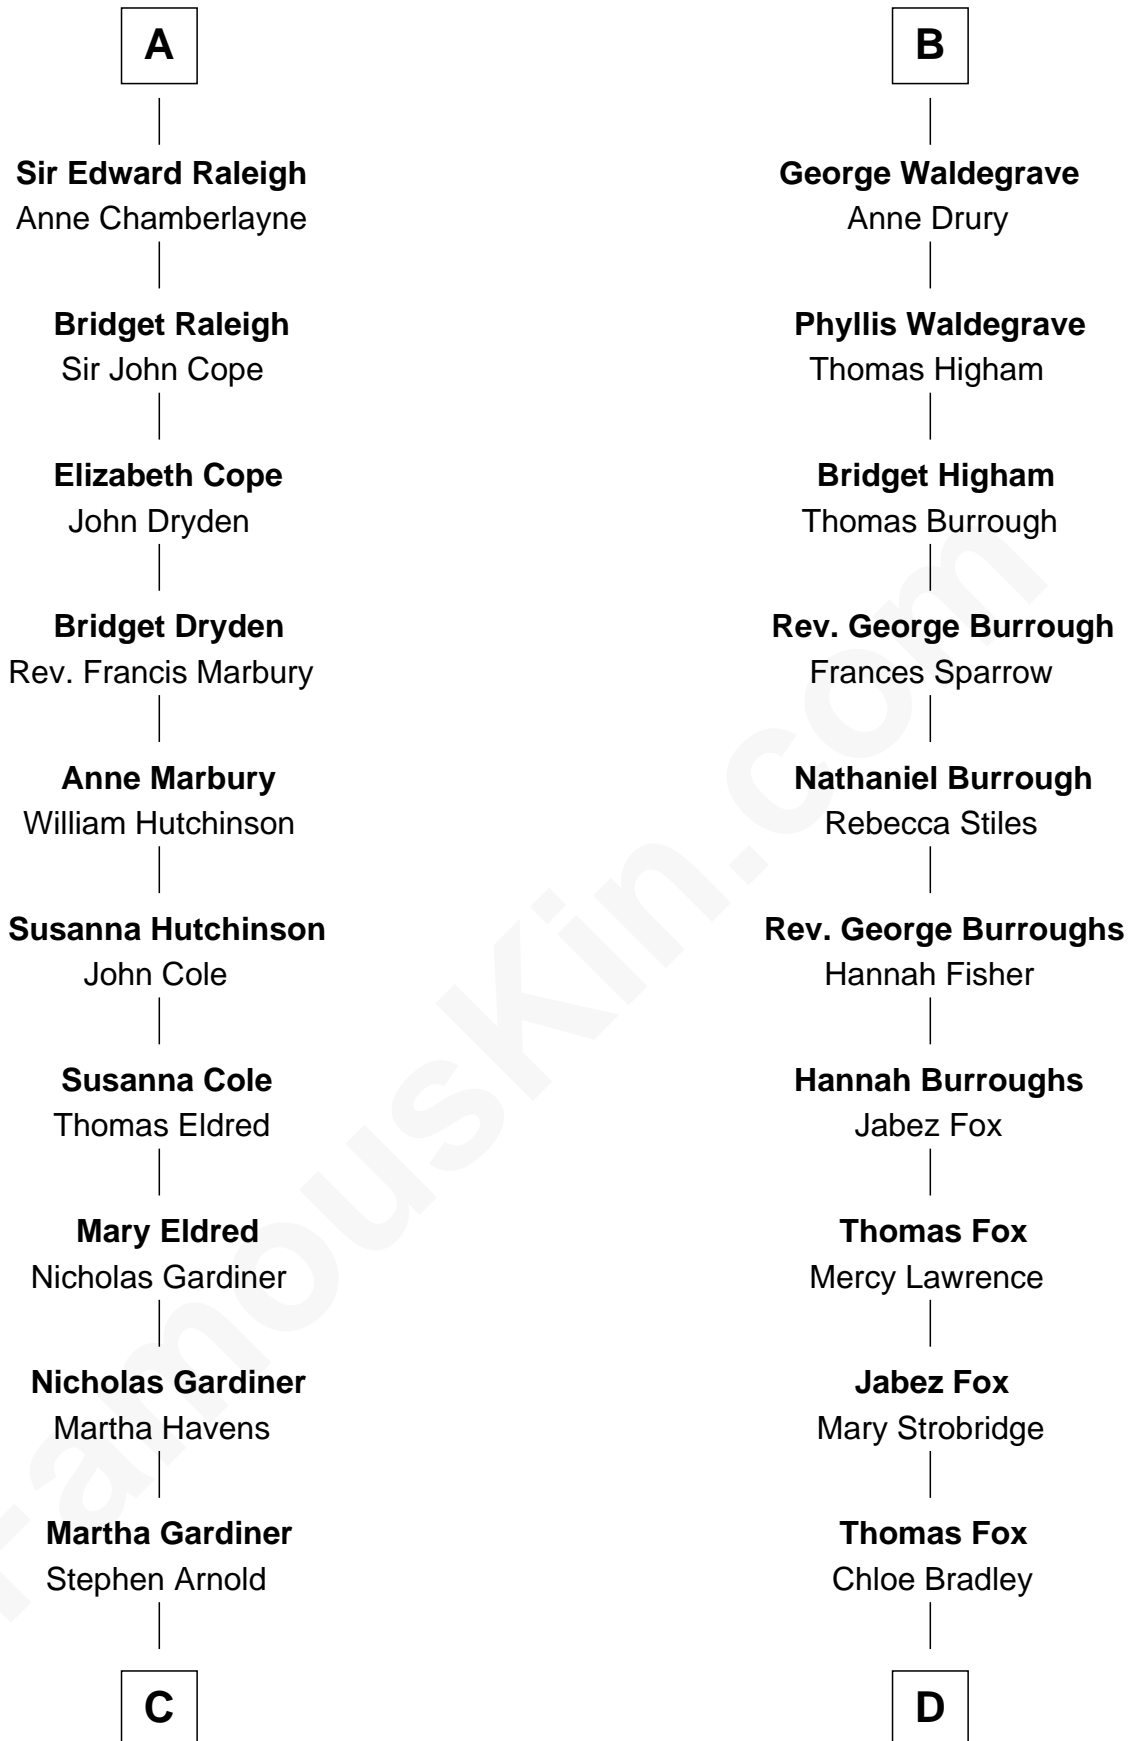 A
Sir Edward Raleigh
Anne Chamberlayne
Bridget Raleigh
Sir John Cope
Elizabeth Cope
John Dryden
Bridget Dryden
Rev. Francis Marbury
Anne Marbury
William Hutchinson
Susanna Hutchinson
John Cole
Susanna Cole
Thomas Eldred
Mary Eldred
Nicholas Gardiner
Nicholas Gardiner
Martha Havens
Martha Gardiner
Stephen Arnold
C
B
George Waldegrave
Anne Drury
Phyllis Waldegrave
Thomas Higham
Bridget Higham
Thomas Burrough
Rev. George Burrough
Frances Sparrow
Nathaniel Burrough
Rebecca Stiles
Rev. George Burroughs
Hannah Fisher
Hannah Burroughs
Jabez Fox
Thomas Fox
Mercy Lawrence
Jabez Fox
Mary Strobridge
Thomas Fox
Chloe Bradley
D
FamousKin.com